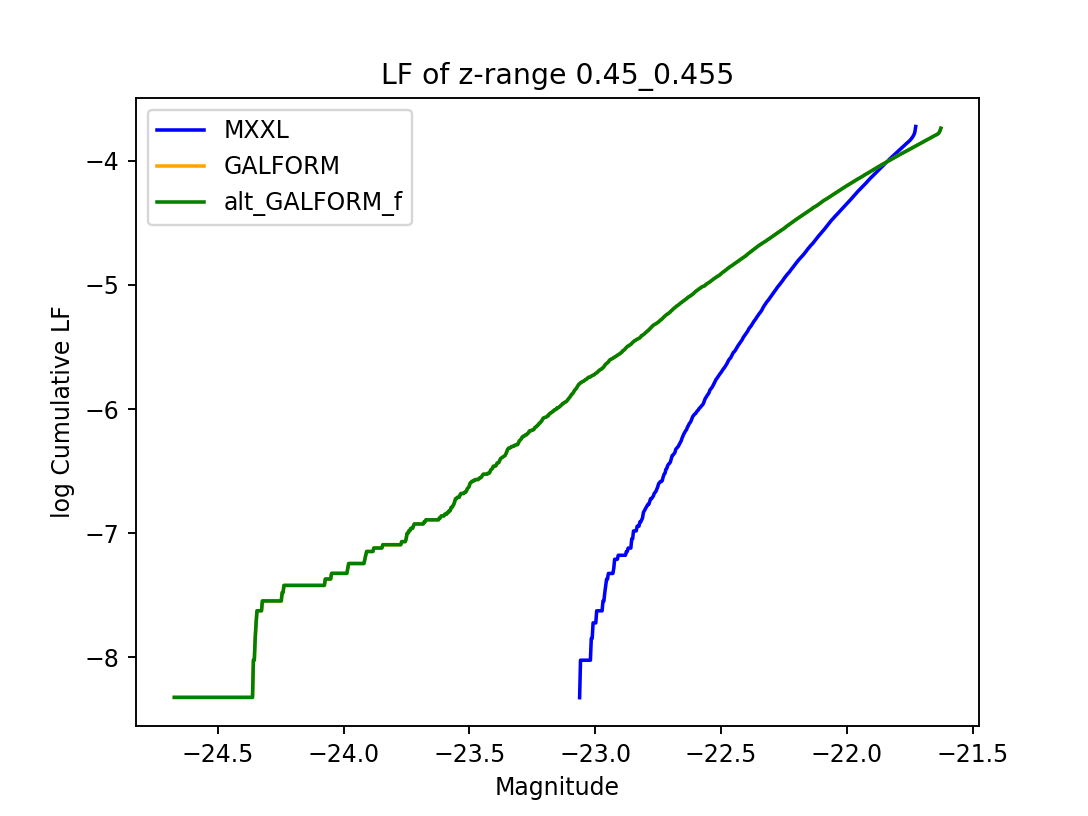 LF of z-range 0.45_0.455
MXXL
GALFORM
alt_GALFORM_f
log Cumulative LF
−4
−5
−6
−7
−8
−24.5 −24.0 −23.5 −23.0 −22.5 −22.0 −21.5
Magnitude